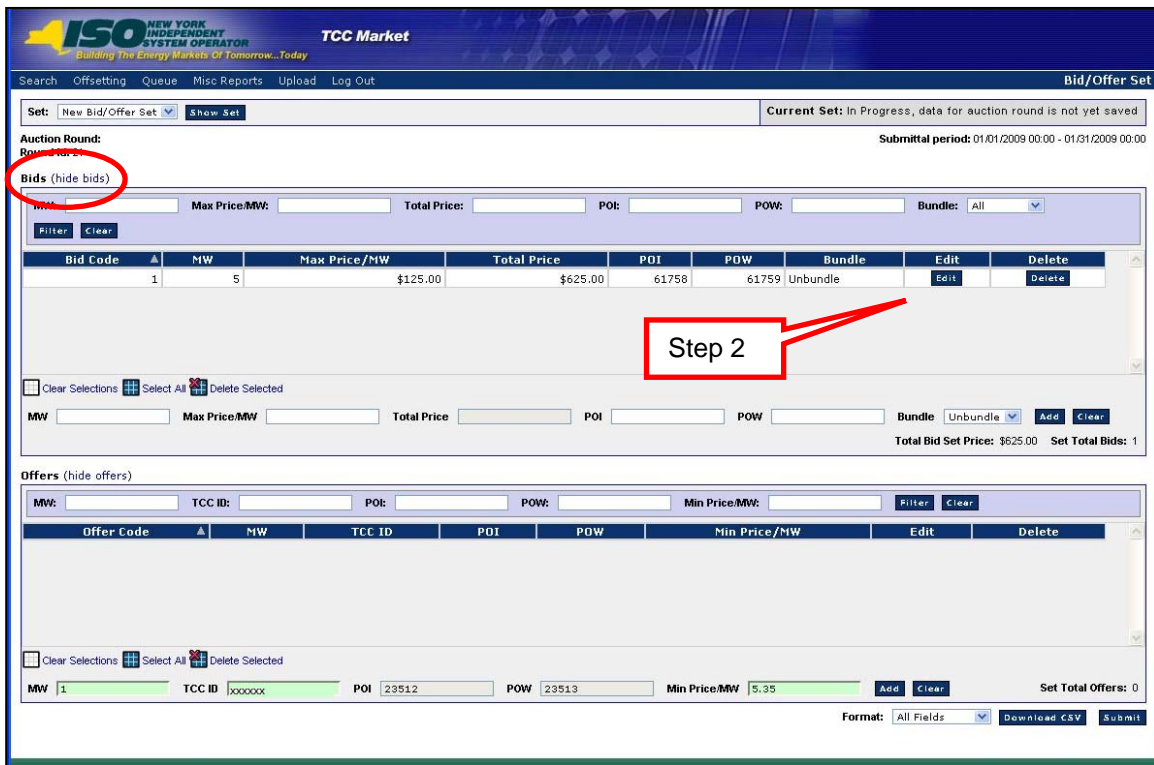 ISO NEW YORK INDEPENDENT SYSTEM OPERATOR
Building The Energy Markets Of Tomorrow...Today
TCC Market
Search Offsetting Queue Misc Reports Upload Log Out Bid/Offer Set
Set: New Bid/Offer Set Show Set Current Set: In Progress, data for auction round is not yet saved
Auction Round: Submittal period: 01/01/2009 00:00 - 01/31/2009 00:00
Bids (hide bids)
MW: Max Price/MW: Total Price: POI: POW: Bundle: All
Filter Clear
Bid Code MW Max Price/MW Total Price POI POW Bundle Edit Delete
1 5 $125.00 $625.00 61758 61759 Unbundle Edit Delete
Step 2
Clear Selections Select All Delete Selected
MW Max Price/MW Total Price POI POW Bundle Unbundle Add Clear
Total Bid Set Price: $625.00 Set Total Bids: 1
Offers (hide offers)
MW: TCC ID: POI: POW: Min Price/MW: Filter Clear
Offer Code MW TCC ID POI POW Min Price/MW Edit Delete
Clear Selections Select All Delete Selected
MW 1 TCC ID xxxxxx POI 23512 POW 23513 Min Price/MW 5.35 Add Clear Set Total Offers: 0
Format: All Fields Download CSV Submit